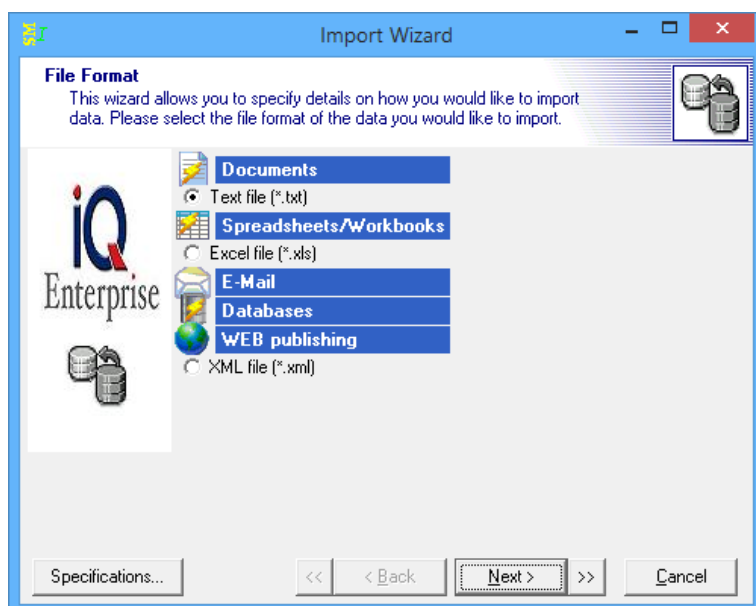 SMI
Import Wizard
File Format
This wizard allows you to specify details on how you would like to import
data. Please select the file format of the data you would like to import.
iQ
Enterprise
Documents
Text file (*.txt)
Spreadsheets/Workbooks
Excel file (*.xls)
E-Mail
Databases
WEB publishing
XML file (*.xml)
Specifications...
<<
< Back
Next >
>>
Cancel